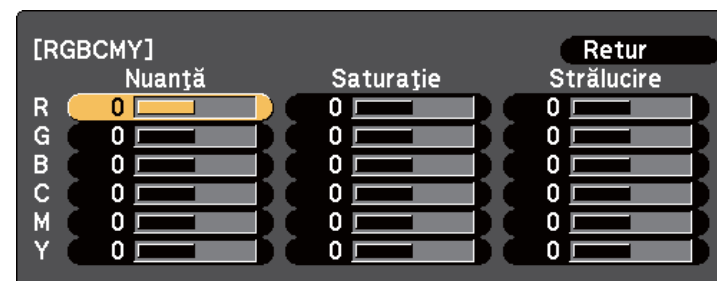 [RGBCMY] Retur
Nuanţă Saturaţie Strălucire
R 0 0 0
G 0 0 0
B 0 0 0
C 0 0 0
M 0 0 0
Y 0 0 0